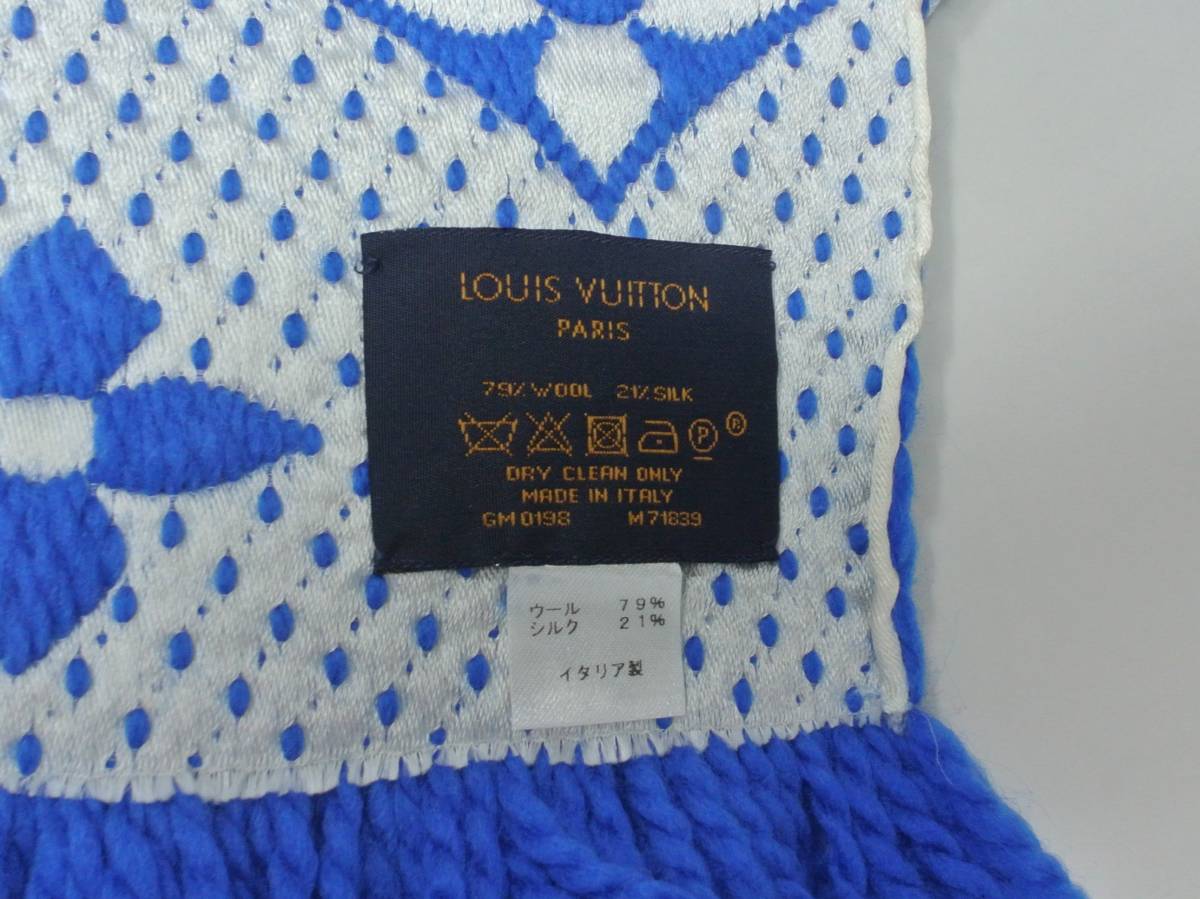 LOUIS VUITTON
PARIS
79% WOOL 21% SILK
P ®
DRY CLEAN ONLY
MADE IN ITALY
GM0198 M71839
ウール 79%
シルク 21%
イタリア製